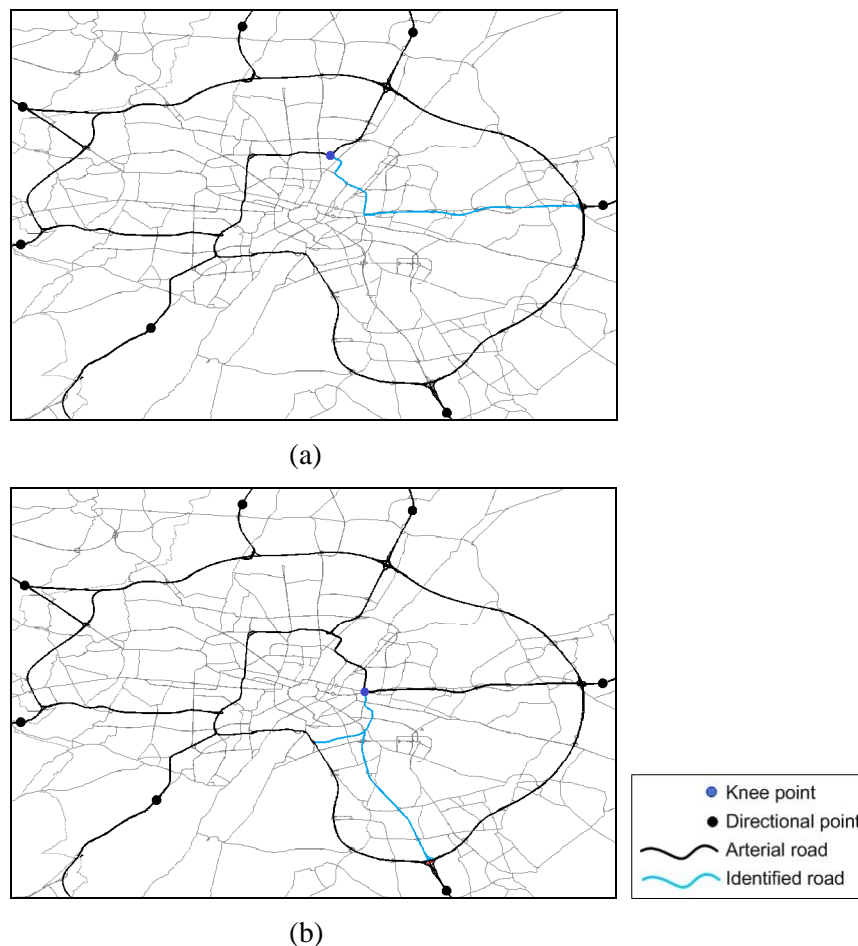 (a)
Knee point
Directional point
Arterial road
Identified road
(b)